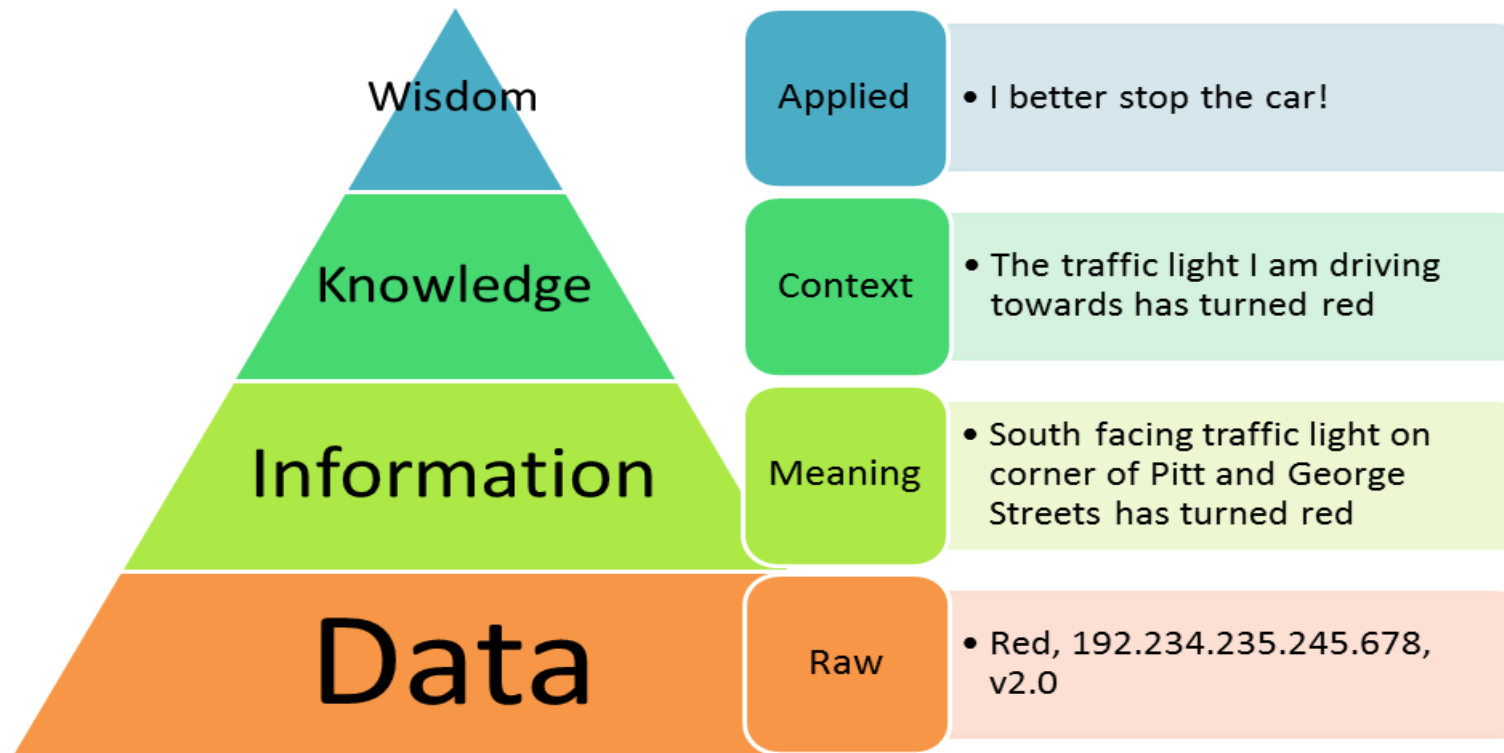 Wisdom
Applied
• I better stop the car!
Knowledge
Context
• The traffic light I am driving
towards has turned red
Information
Meaning
• South facing traffic light on
corner of Pitt and George
Streets has turned red
Data
Raw
• Red, 192.234.235.245.678,
v2.0